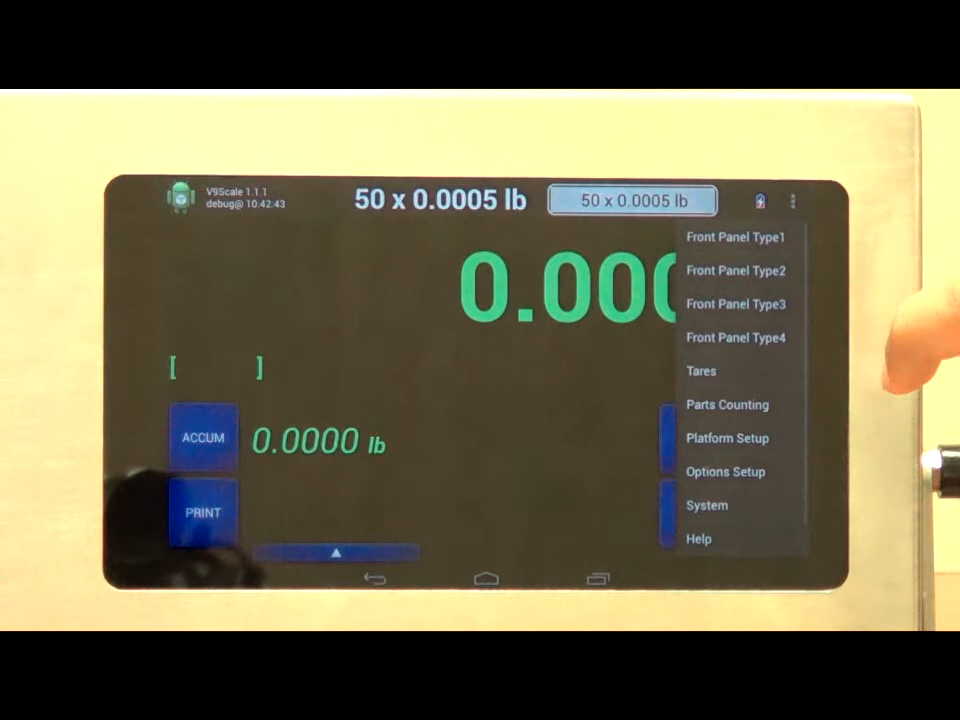 V9Scale 1.1.1
debug@ 10:42:43
50 x 0.0005 lb
50 x 0.0005 lb
0.000
[ ]
ACCUM
0.0000 lb
PRINT
Front Panel Type1
Front Panel Type2
Front Panel Type3
Front Panel Type4
Tares
Parts Counting
Platform Setup
Options Setup
System
Help